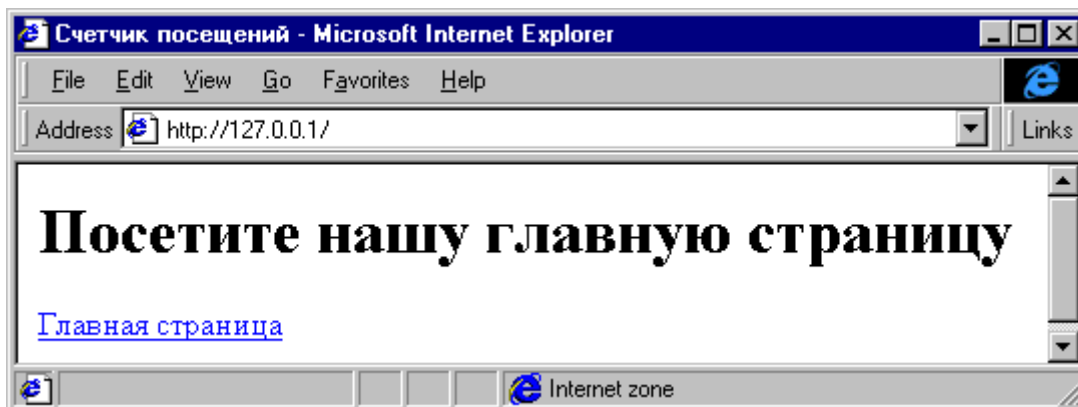 Счетчик посещений - Microsoft Internet Explorer
File Edit View Go Favorites Help
Address http://127.0.0.1/ Links
Посетите нашу главную страницу
Главная страница
Internet zone